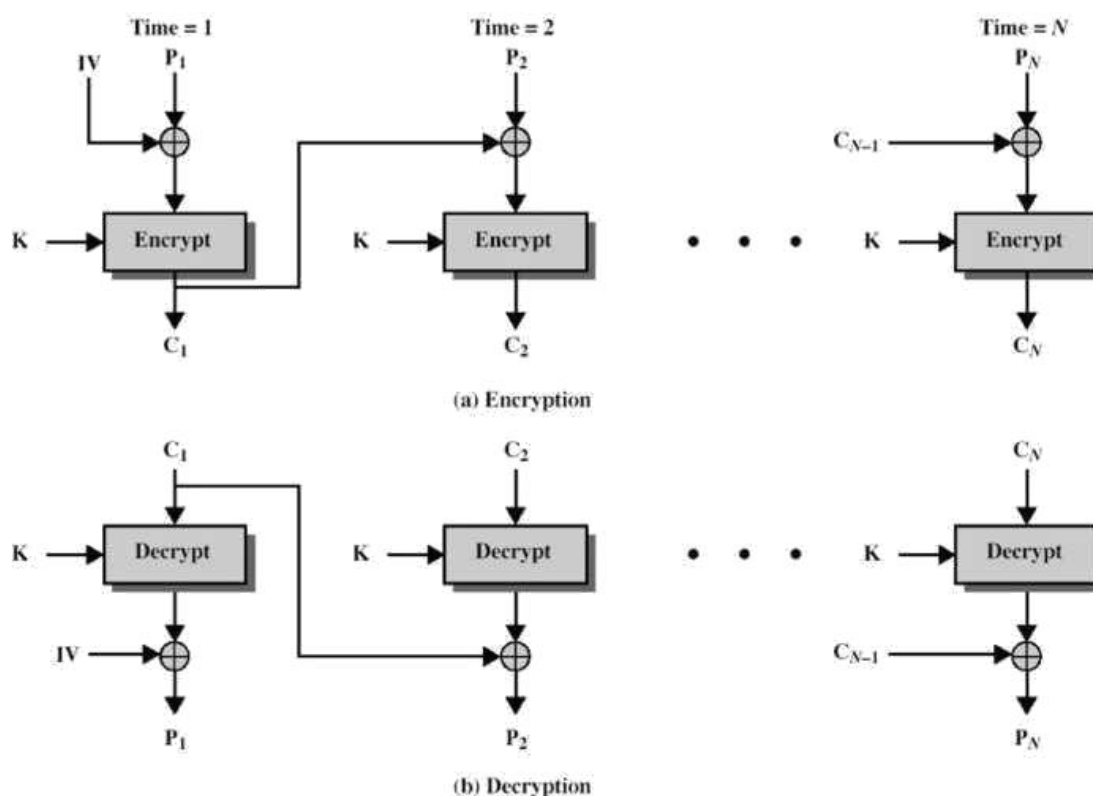 Time = 1 Time = 2 Time = N
IV P1 P2 PN
CN–1
K Encrypt K Encrypt K Encrypt
C1 C2 CN
(a) Encryption
C1 C2 CN
K Decrypt K Decrypt K Decrypt
IV CN–1
P1 P2 PN
(b) Decryption